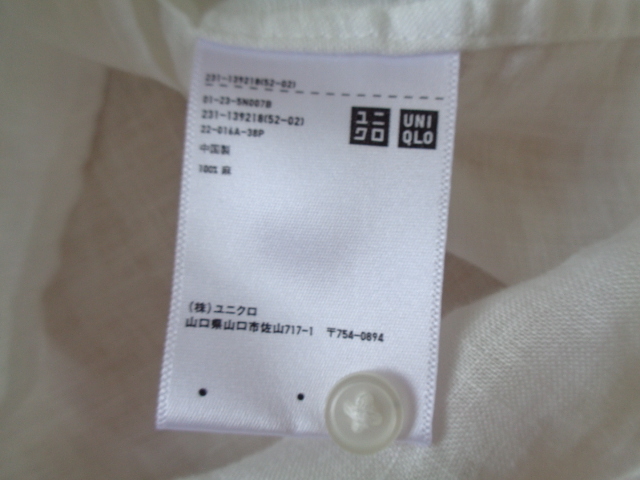 231-139218(52-02)
01-23-5N007B
231-139218(52-02)
22-016A-38P
中国製
100% 麻
ユニ
クロ
UNI
QLO
(株)ユニクロ
山口県山口市佐山717-1 〒754-0894